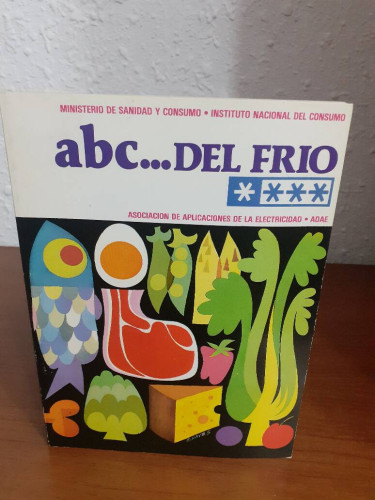 MINISTERIO DE SANIDAD Y CONSUMO • INSTITUTO NACIONAL DEL CONSUMO
abc...DEL FRIO
* ***
ASOCIACION DE APLICACIONES DE LA ELECTRICIDAD • ADAE